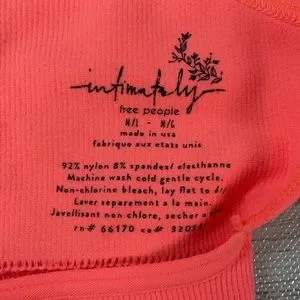 intimately
free people
M/L - M/G
made in usa
fabrique aux etats unis
92% nylon 8% spandex/ elasthanne
Machine wash cold gentle cycle.
Non-chlorine bleach, lay flat to
Laver separement a la main.
Javellisant non chlore, secher
rn# 66170 ca#